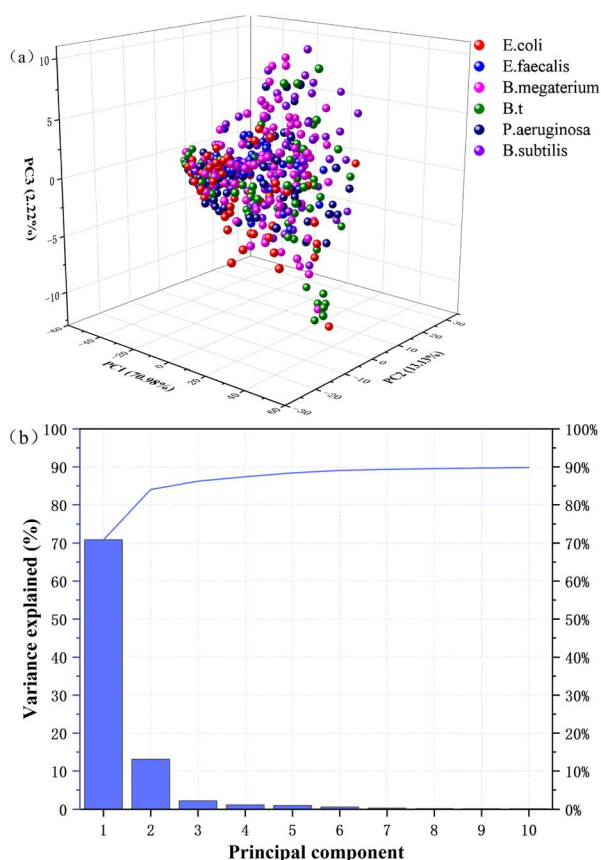 (a)
E.coli
E.faecalis
B.megaterium
B.t
P.aeruginosa
B.subtilis
10
5
0
-5
-10
PC3 (2.22%)
-60
-40
-20
0
20
40
60
PC1 (70.98%)
-30
-20
-10
0
10
20
30
PC2 (13.13%)
(b)
100 100%
90 90%
80 80%
70 70%
60 60%
50 50%
40 40%
30 30%
20 20%
10 10%
0 0%
Variance explained (%)
1 2 3 4 5 6 7 8 9 10
Principal component